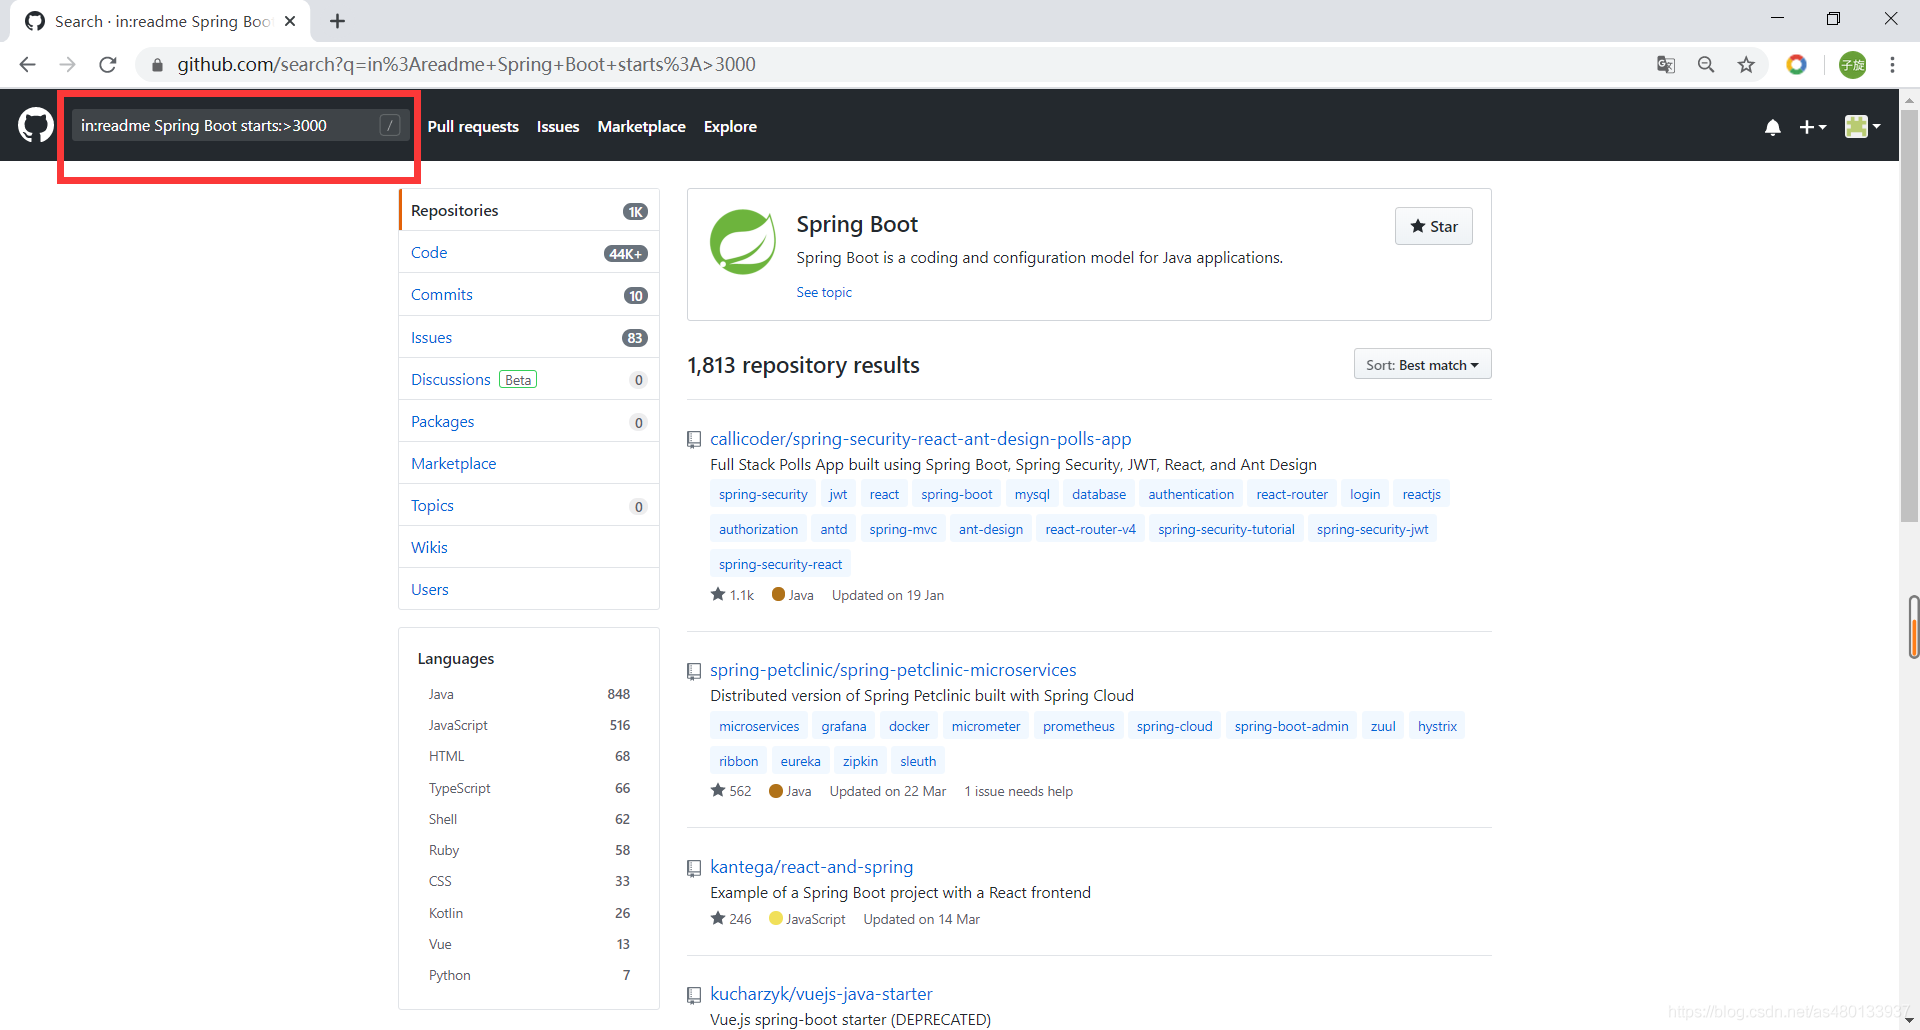 Search · in:readme Spring Boo
github.com/search?q=in%3Areadme+Spring+Boot+starts%3A>3000
子旋
in:readme Spring Boot starts:>3000 /
Pull requests Issues Marketplace Explore
Repositories 1K
Code 44K+
Commits 10
Issues 83
Discussions Beta 0
Packages 0
Marketplace
Topics 0
Wikis
Users
Languages
Java 848
JavaScript 516
HTML 68
TypeScript 66
Shell 62
Ruby 58
CSS 33
Kotlin 26
Vue 13
Python 7
Spring Boot
Star
Spring Boot is a coding and configuration model for Java applications.
See topic
1,813 repository results
Sort: Best match
callicoder/spring-security-react-ant-design-polls-app
Full Stack Polls App built using Spring Boot, Spring Security, JWT, React, and Ant Design
spring-security jwt react spring-boot mysql database authentication react-router login reactjs
authorization antd spring-mvc ant-design react-router-v4 spring-security-tutorial spring-security-jwt
spring-security-react
1.1k Java Updated on 19 Jan
spring-petclinic/spring-petclinic-microservices
Distributed version of Spring Petclinic built with Spring Cloud
microservices grafana docker micrometer prometheus spring-cloud spring-boot-admin zuul hystrix
ribbon eureka zipkin sleuth
562 Java Updated on 22 Mar 1 issue needs help
kantega/react-and-spring
Example of a Spring Boot project with a React frontend
246 JavaScript Updated on 14 Mar
kucharzyk/vuejs-java-starter
Vue.js spring-boot starter (DEPRECATED)
https://blog.csdn.net/as480133937